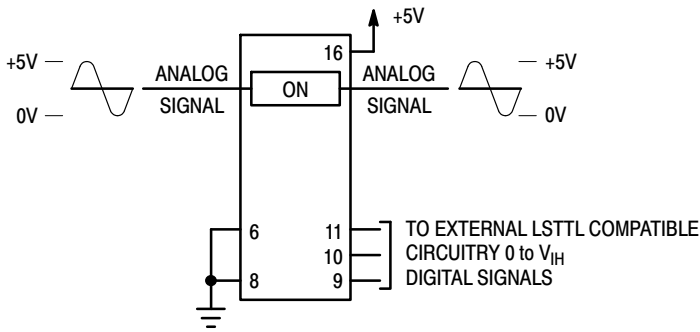 +5V
16
+5V
ANALOG
SIGNAL
0V
ON
ANALOG
SIGNAL
+5V
0V
6
8
11
10
9
TO EXTERNAL LSTTL COMPATIBLE
CIRCUITRY 0 to VIH
DIGITAL SIGNALS